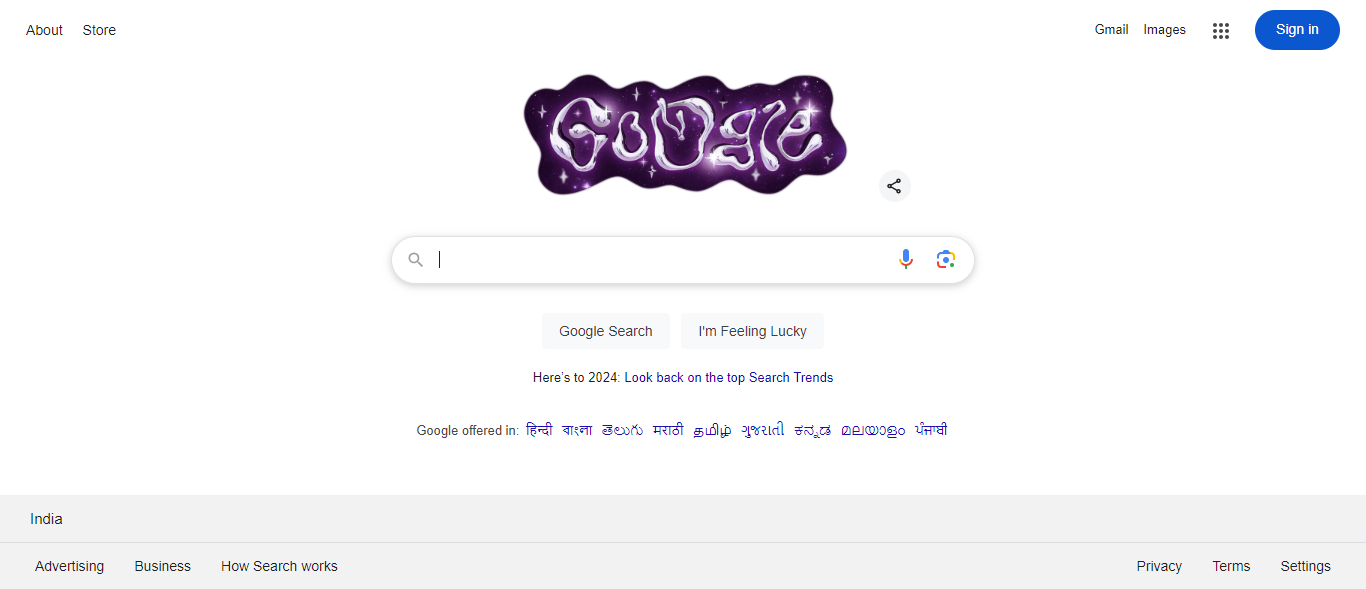 About Store Gmail Images Sign in
Google
Google Search I'm Feeling Lucky
Here's to 2024: Look back on the top Search Trends
Google offered in: हिन्दी বাংলা తెలుగు मराठी தமிழ் ગુજરાતી ಕನ್ನಡ മലയാളം ਪੰਜਾਬੀ
India
Advertising Business How Search works Privacy Terms Settings